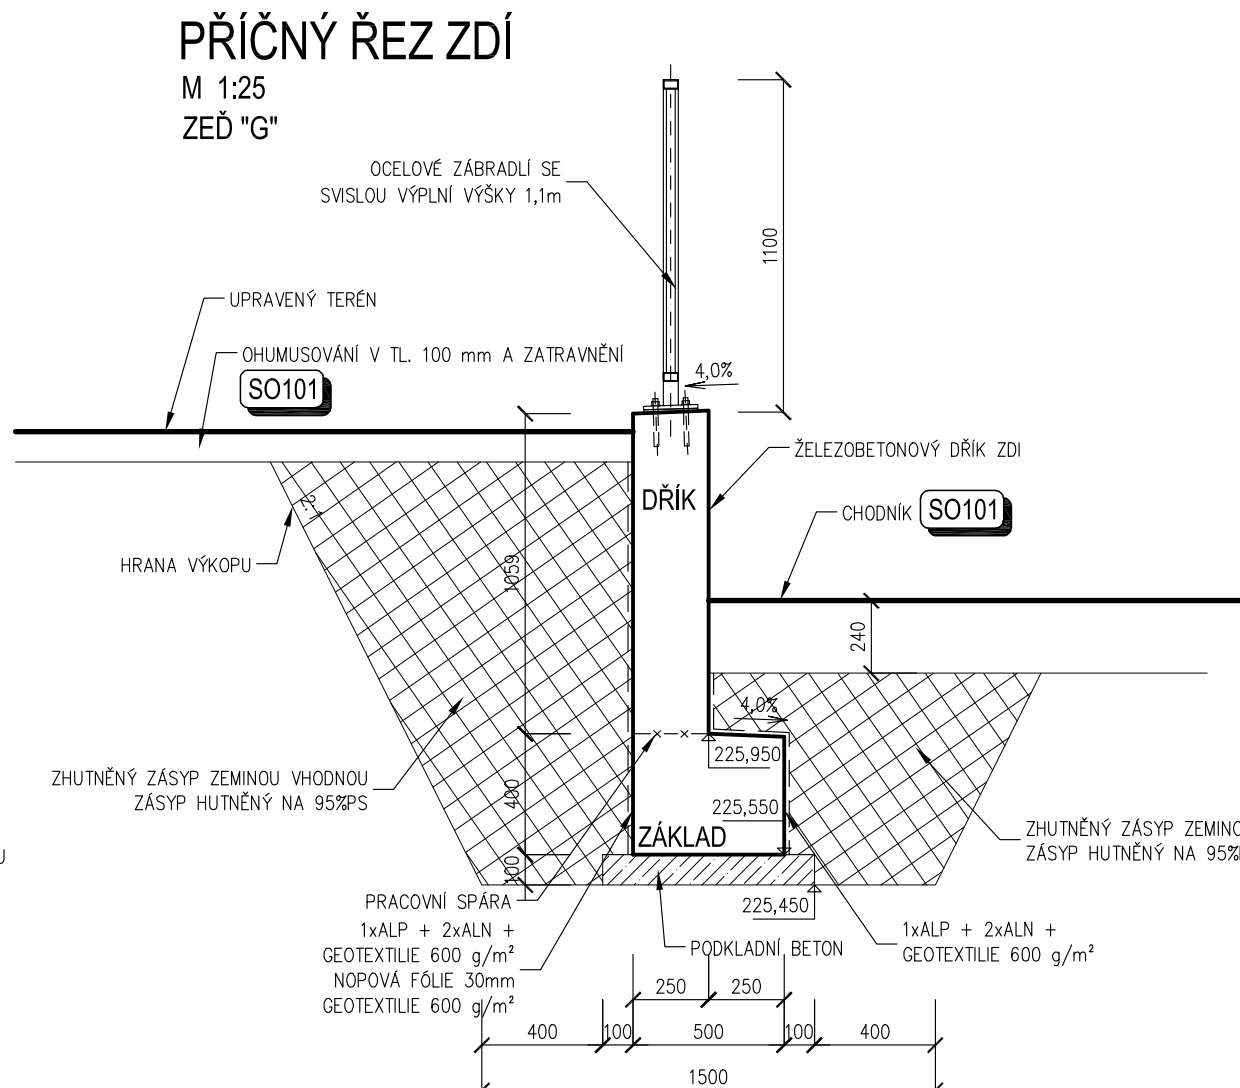 PŘÍČNÝ ŘEZ ZDÍ
M 1:25
ZEĎ "G"
OCELOVÉ ZÁBRADLÍ SE
SVISLOU VÝPLNÍ VÝŠKY 1,1m
1100
UPRAVENÝ TERÉN
OHUMUSOVÁNÍ V TL. 100 mm A ZATRAVNĚNÍ
SO101
4,0%
ŽELEZOBETONOVÝ DŘÍK ZDI
DŘÍK
CHODNÍK SO101
2:1
HRANA VÝKOPU
1059
240
4,0%
225,950
ZHUTNĚNÝ ZÁSYP ZEMINOU VHODNOU
ZÁSYP HUTNĚNÝ NA 95%PS
400
225,550
ZÁKLAD
ZHUTNĚNÝ ZÁSYP ZEMINO
ZÁSYP HUTNĚNÝ NA 95%
U
100
PRACOVNÍ SPÁRA
225,450
1xALP + 2xALN +
GEOTEXTILIE 600 g/m²
NOPOVÁ FÓLIE 30mm
GEOTEXTILIE 600 g/m²
PODKLADNÍ BETON
1xALP + 2xALN +
GEOTEXTILIE 600 g/m²
250 250
400 100 500 100 400
1500